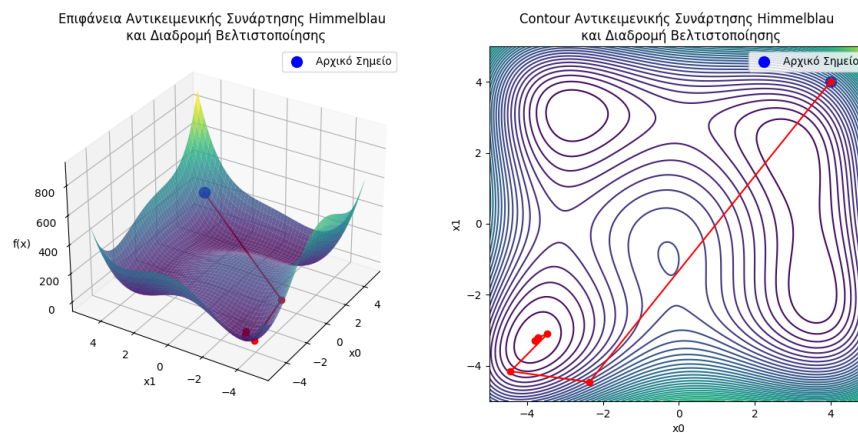 Επιφάνεια Αντικειμενικής Συνάρτησης Himmelblau
και Διαδρομή Βελτιστοποίησης
Αρχικό Σημείο
800
600
400
200
0
f(x)
4
2
0
−2
−4
x1
−4
−2
0
2
4
x0
Contour Αντικειμενικής Συνάρτησης Himmelblau
και Διαδρομή Βελτιστοποίησης
Αρχικό Σημείο
4
2
0
−2
−4
x1
−4
−2
0
2
4
x0